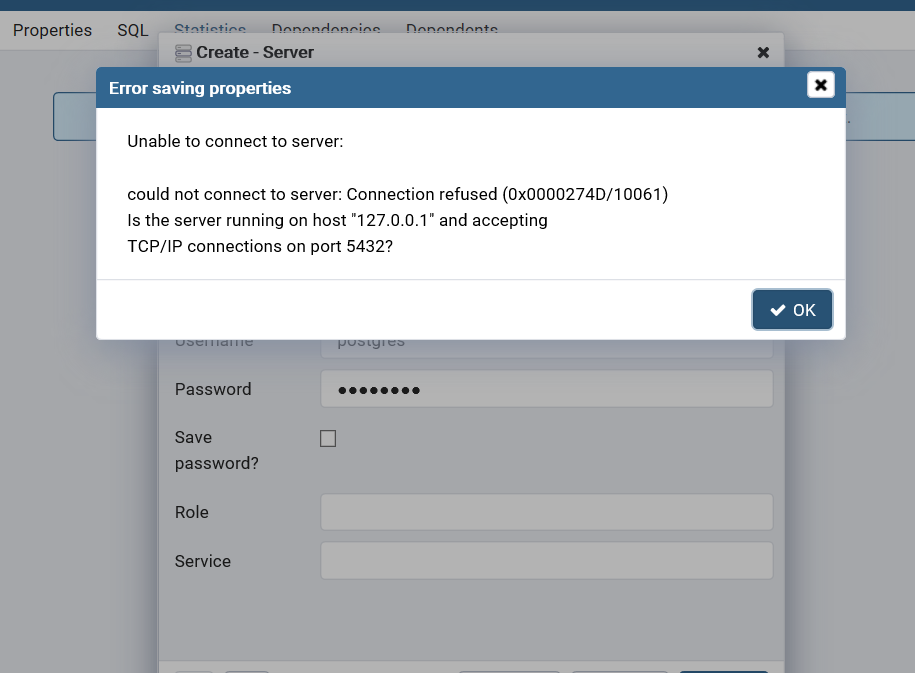 Properties SQL Statistics Dependencies Dependents
Create - Server
Error saving properties
Unable to connect to server:
could not connect to server: Connection refused (0x0000274D/10061)
Is the server running on host "127.0.0.1" and accepting
TCP/IP connections on port 5432?
OK
Username postgres
Password
Save
password?
Role
Service